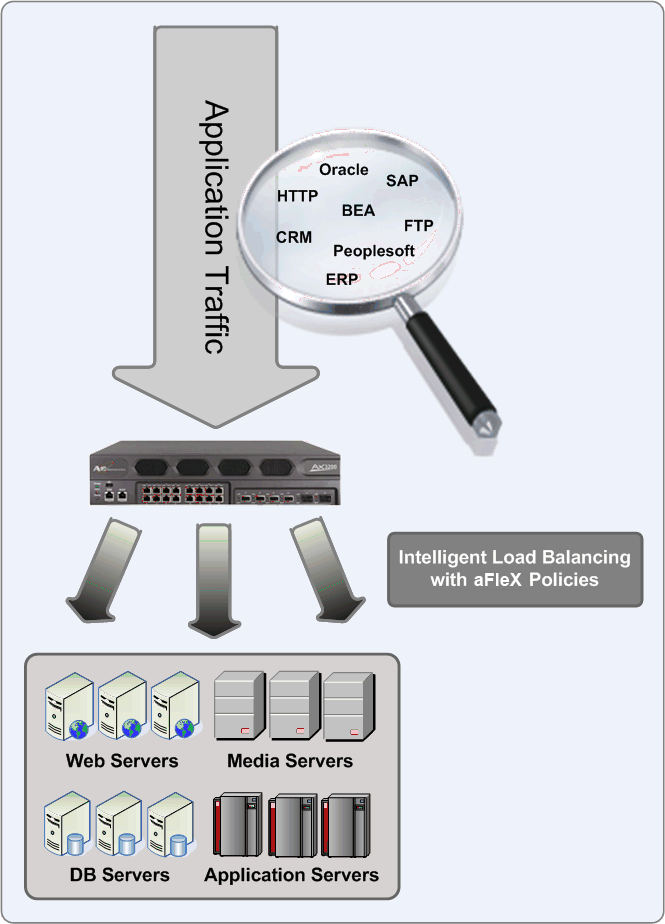 Application Traffic
Oracle
SAP
HTTP
BEA
FTP
CRM
Peoplesoft
ERP
AX3200
Intelligent Load Balancing
with aFleX Policies
Web Servers
Media Servers
DB Servers
Application Servers